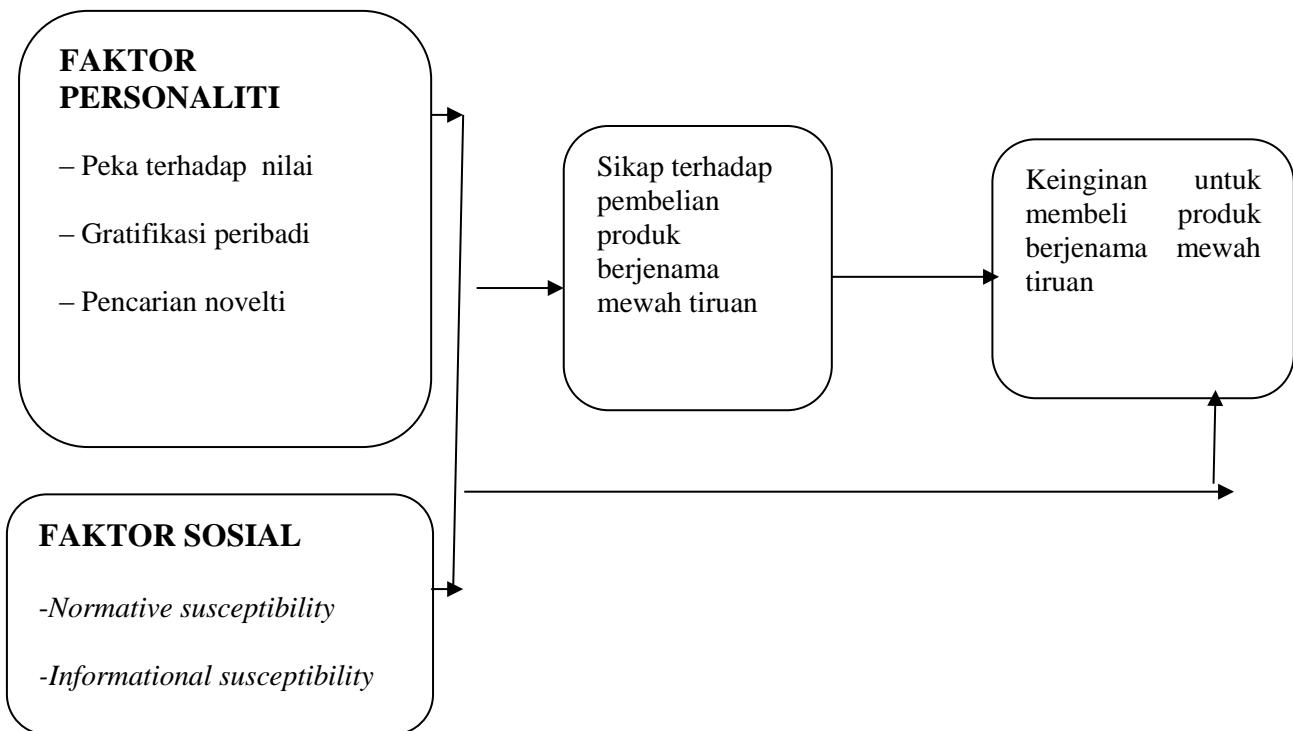 FAKTOR
PERSONALITI
– Peka terhadap nilai
– Gratifikasi peribadi
– Pencarian novelti
Sikap terhadap
pembelian
produk
berjenama
mewah tiruan
Keinginan untuk
membeli produk
berjenama mewah
tiruan
FAKTOR SOSIAL
-Normative susceptibility
-Informational susceptibility